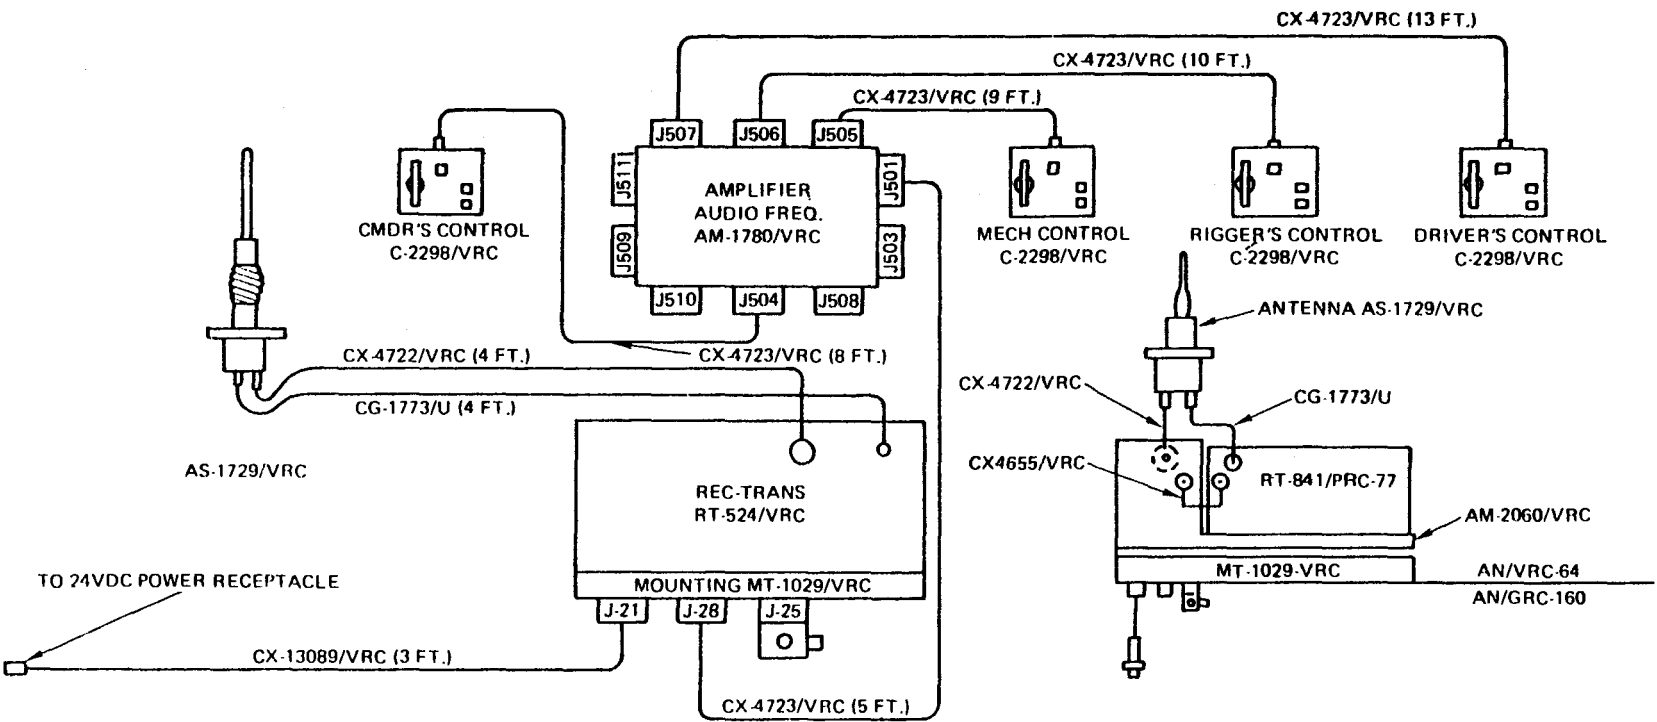 CX-4723/VRC (13 FT.)
CX-4723/VRC (10 FT.)
CX-4723/VRC (9 FT.)
J507
J506
J505
J511
J501
AMPLIFIER
AUDIO FREQ.
AM-1780/VRC
J509
J503
J510
J504
J508
CMDR'S CONTROL
C-2298/VRC
MECH CONTROL
C-2298/VRC
RIGGER'S CONTROL
C-2298/VRC
DRIVER'S CONTROL
C-2298/VRC
ANTENNA AS-1729/VRC
CX-4722/VRC (4 FT.)
CX-4723/VRC (8 FT.)
CG-1773/U (4 FT.)
CX-4722/VRC
CG-1773/U
AS-1729/VRC
CX4655/VRC
RT-841/PRC-77
REC-TRANS
RT-524/VRC
AM-2060/VRC
TO 24VDC POWER RECEPTACLE
MOUNTING MT-1029/VRC
MT-1029-VRC
AN/VRC-64
AN/GRC-160
J-21
J-28
J-25
CX-13089/VRC (3 FT.)
CX-4723/VRC (5 FT.)